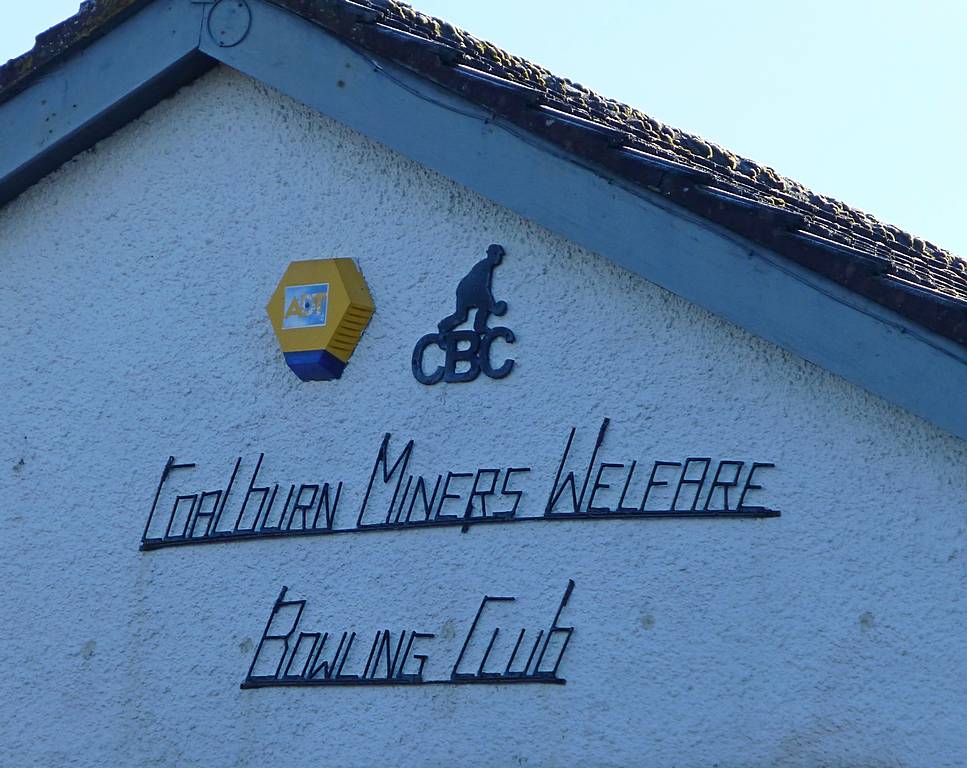 ADT
CBC
Coalburn Miners Welfare
Bowling Club